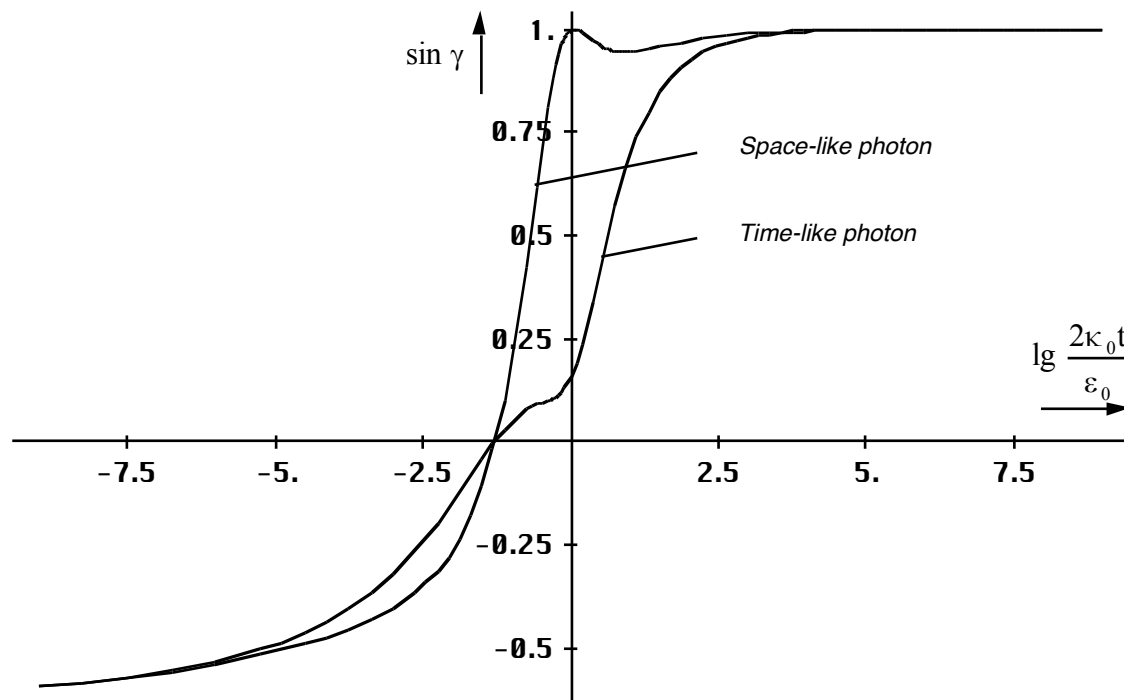 1.
sin γ
0.75
Space-like photon
0.5
Time-like photon
0.25
lg 2κ₀t
ε₀
-7.5 -5. -2.5 2.5 5. 7.5
-0.25
-0.5